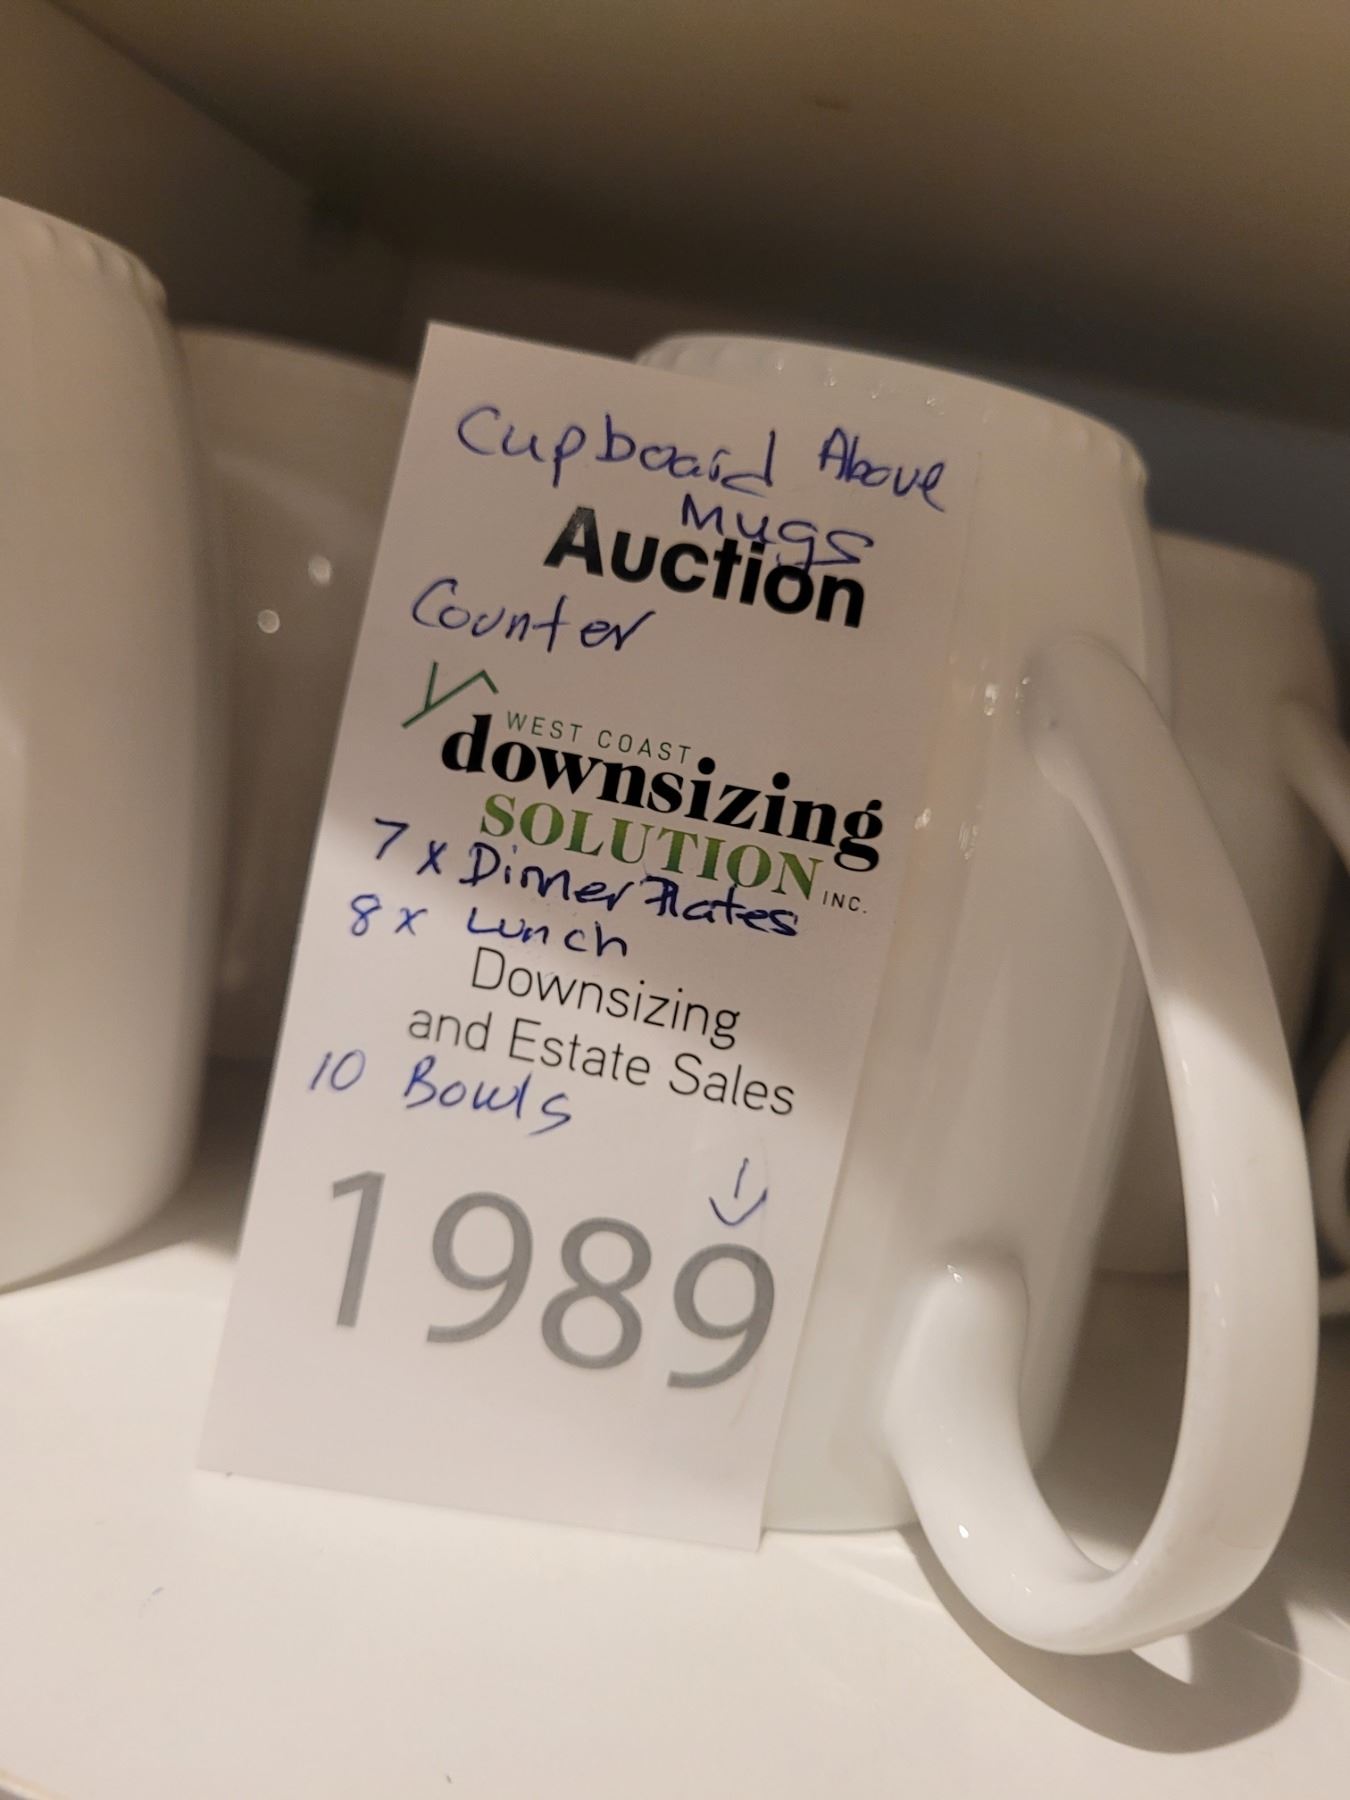 Cupboard Above
Mugs
Auction
Counter
WEST COAST
downsizing
SOLUTION INC.
7 x Dinner Plates
8 x Lunch
Downsizing
and Estate Sales
10 Bowls
1989